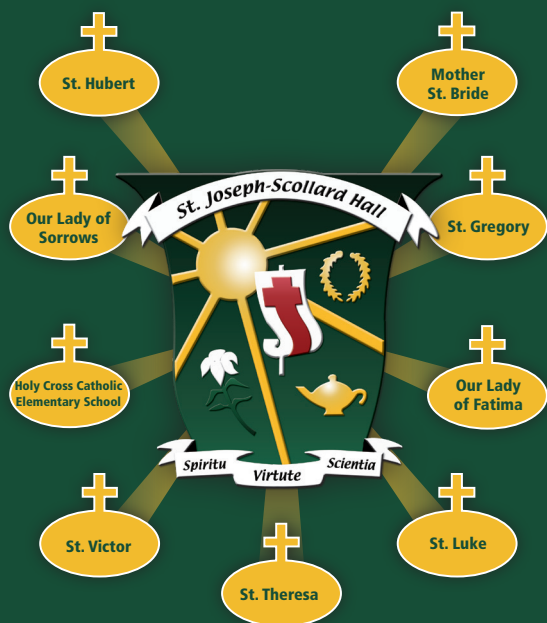 St. Hubert
Mother
St. Bride
St. Joseph-Scollard Hall
Our Lady of
Sorrows
St. Gregory
Holy Cross Catholic
Elementary School
Our Lady
of Fatima
Spiritu
Virtute
Scientia
St. Victor
St. Luke
St. Theresa